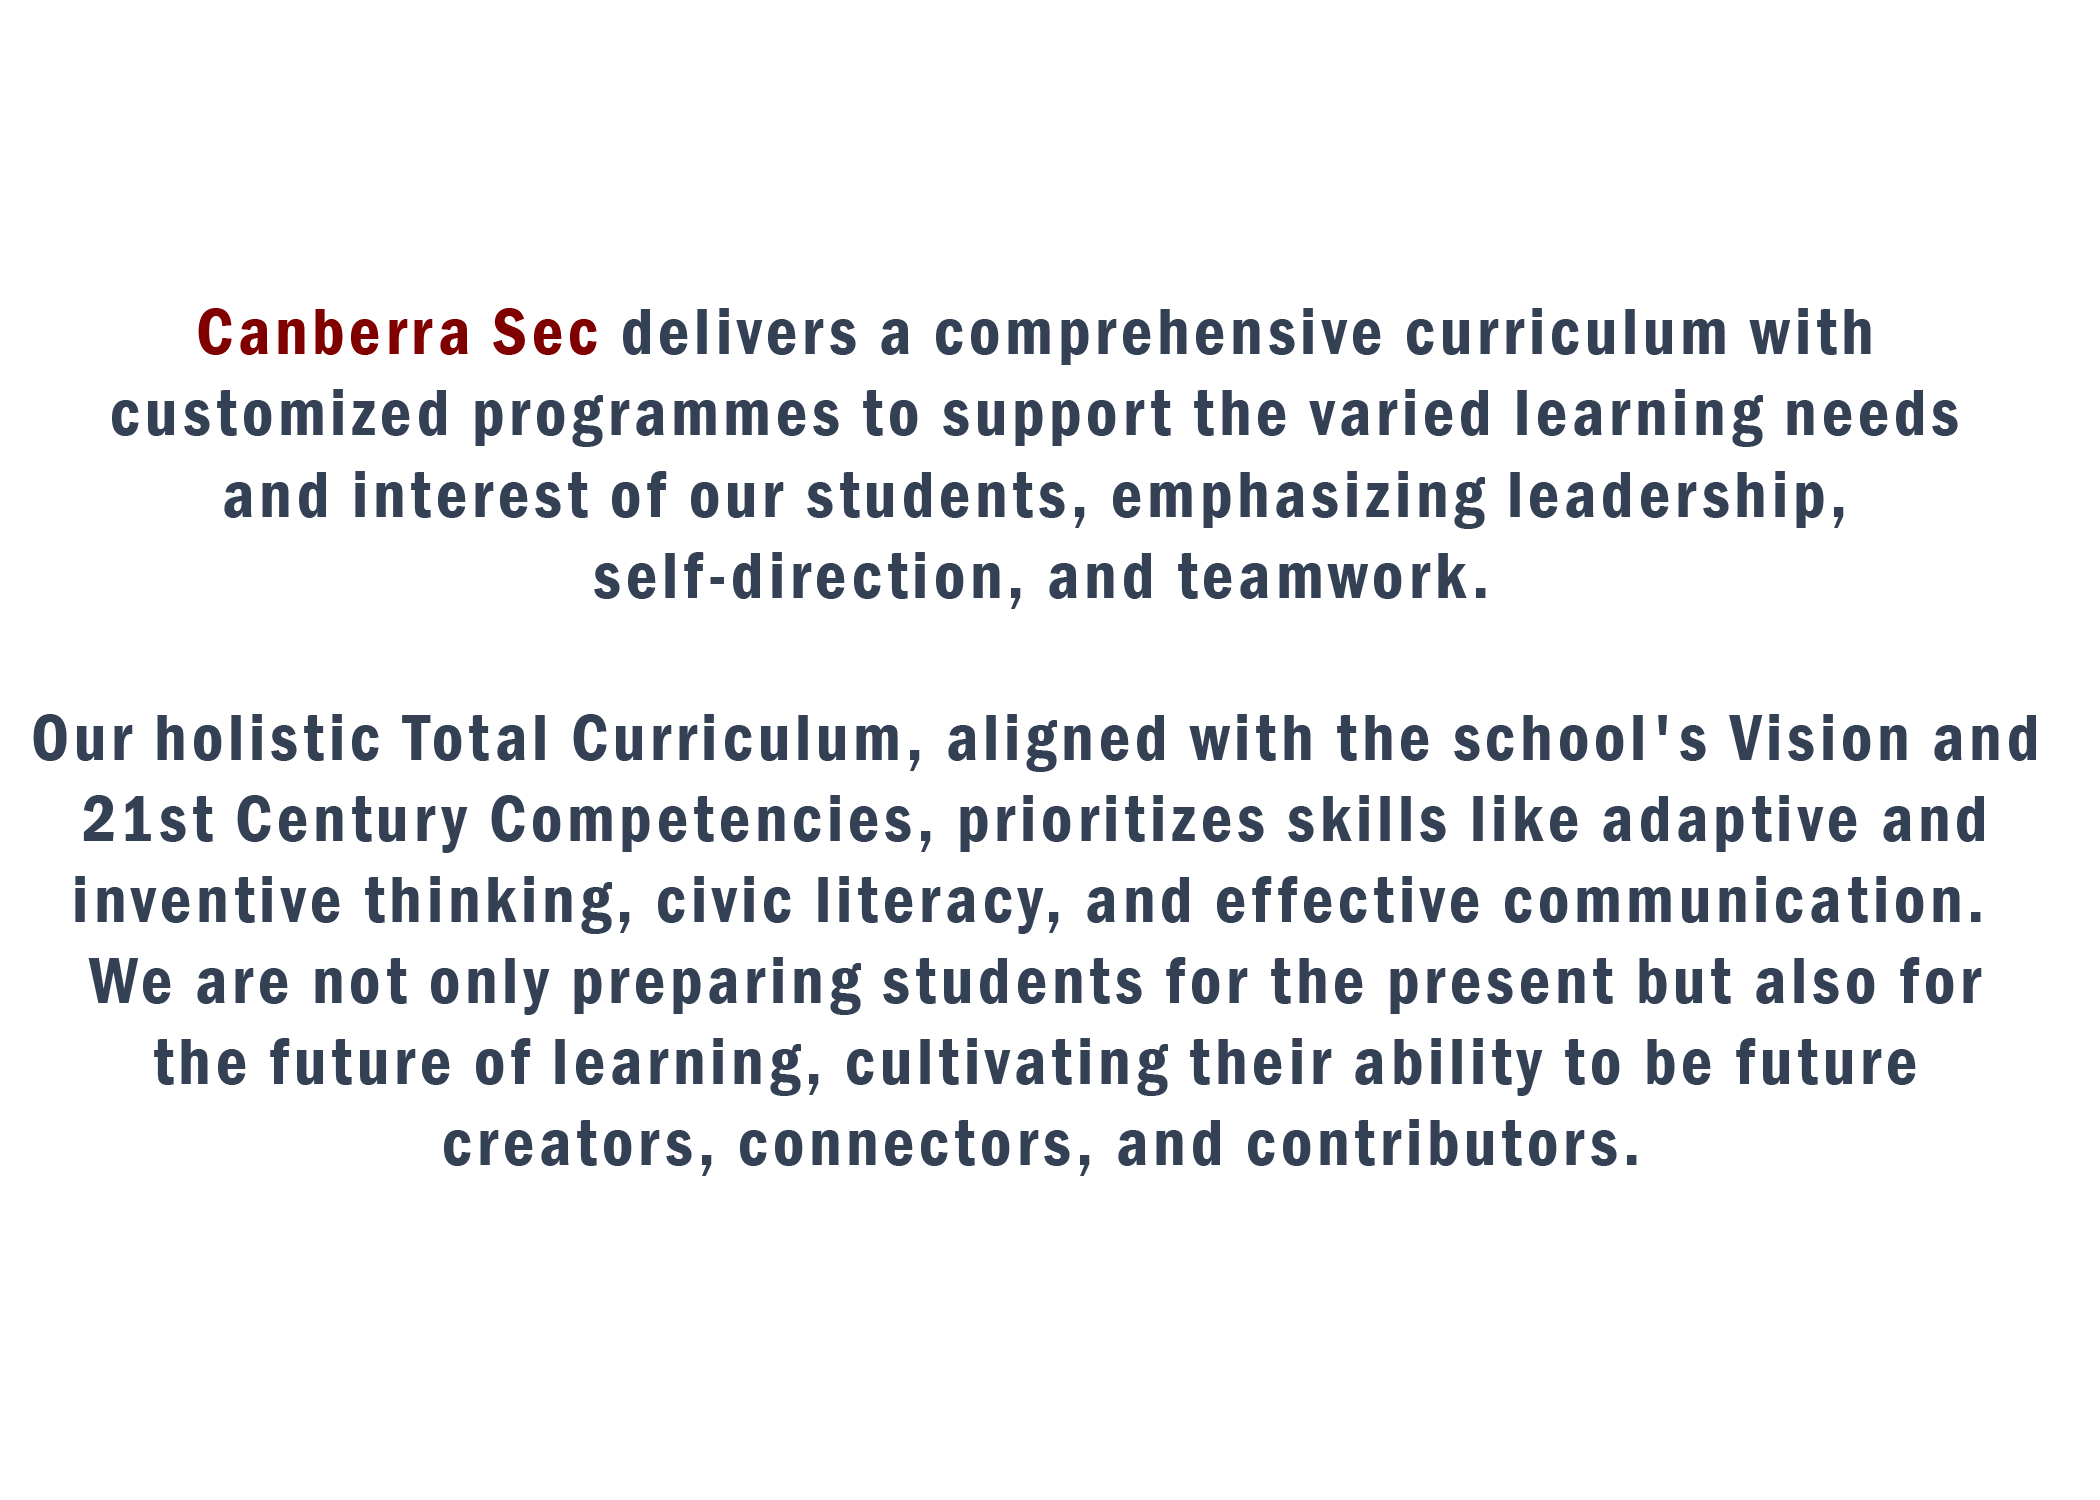 Canberra Sec delivers a comprehensive curriculum with
customized programmes to support the varied learning needs
and interest of our students, emphasizing leadership,
self-direction, and teamwork.
Our holistic Total Curriculum, aligned with the school's Vision and
21st Century Competencies, prioritizes skills like adaptive and
inventive thinking, civic literacy, and effective communication.
We are not only preparing students for the present but also for
the future of learning, cultivating their ability to be future
creators, connectors, and contributors.